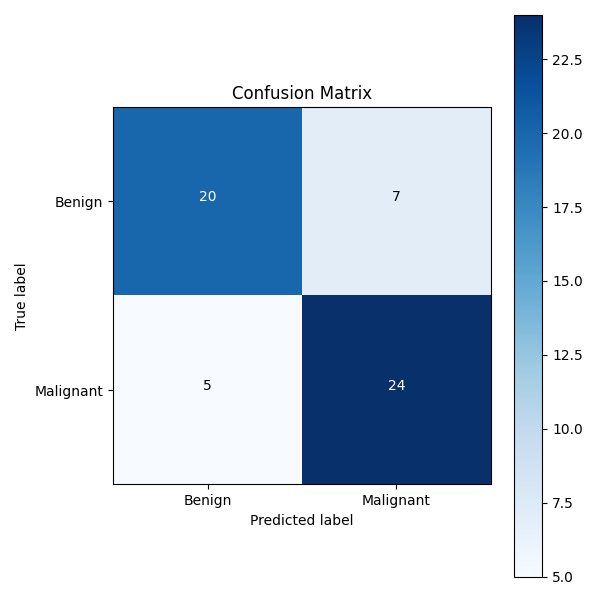 Confusion Matrix
22.5
20.0
17.5
15.0
12.5
10.0
7.5
5.0
True label
Benign
Malignant
20
7
5
24
Benign
Malignant
Predicted label